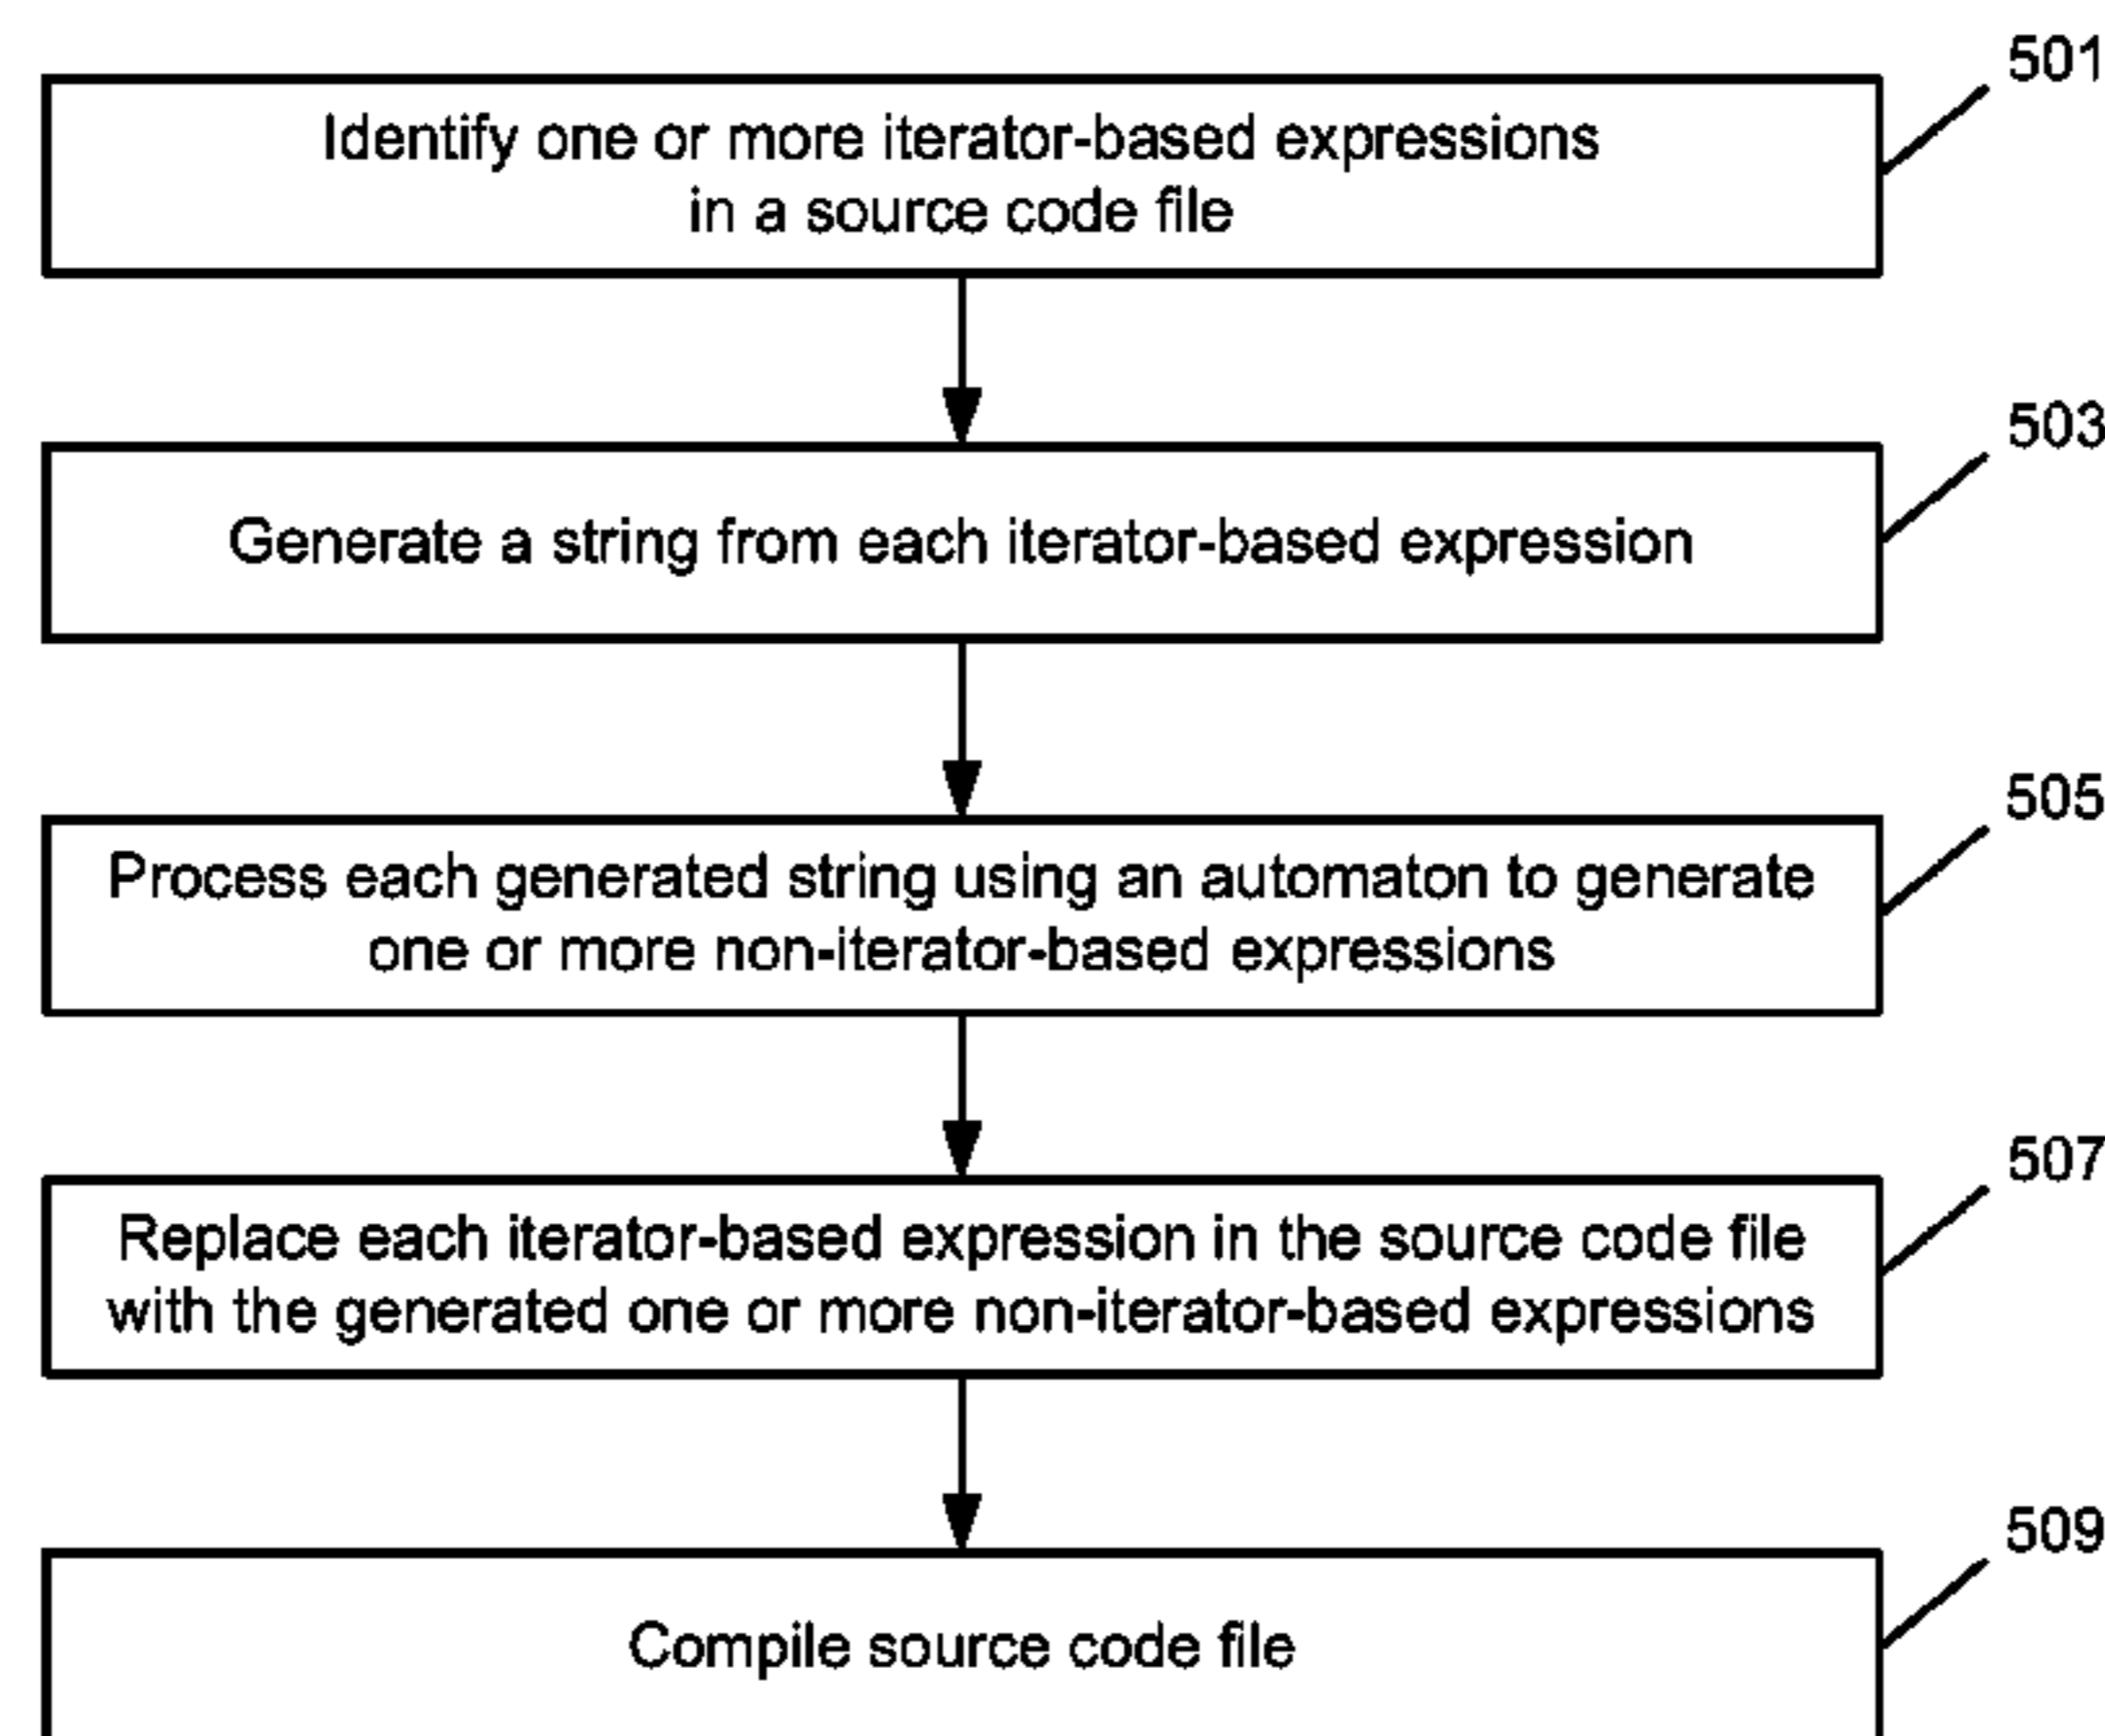 501
Identify one or more iterator-based expressions
in a source code file
503
Generate a string from each iterator-based expression
505
Process each generated string using an automaton to generate
one or more non-iterator-based expressions
507
Replace each iterator-based expression in the source code file
with the generated one or more non-iterator-based expressions
509
Compile source code file